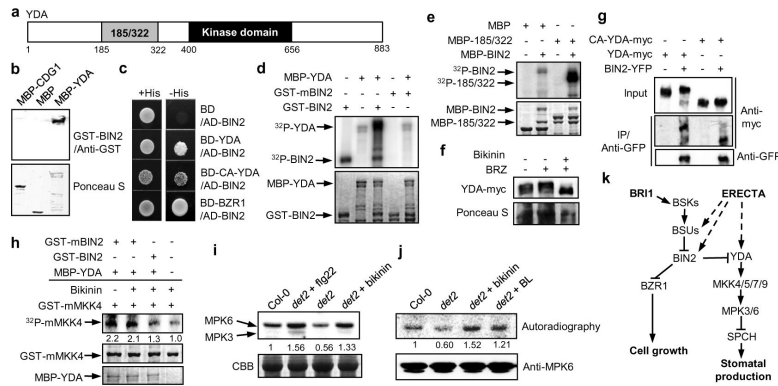 a
YDA
185/322
Kinase domain
1 185 322 400 656 883
b
MBP-CDG1
MBP
MBP-YDA
GST-BIN2
/Anti-GST
Ponceau S
c
+His -His
BD
/AD-BIN2
BD-YDA
/AD-BIN2
BD-CA-YDA
/AD-BIN2
BD-BZR1
/AD-BIN2
d
MBP-YDA - + + - +
GST-mBIN2 - - - + +
GST-BIN2 + - + - -
32P-YDA
32P-BIN2
MBP-YDA
GST-BIN2
e
MBP + + - -
MBP-185/322 - - + +
MBP-BIN2 - + - +
32P-BIN2
32P-185/322
MBP-BIN2
MBP-185/322
f
Bikinin - - +
BRZ - + +
YDA-myc
Ponceau S
g
CA-YDA-myc - - + +
YDA-myc + + - -
BIN2-YFP - + - +
Input
IP/
Anti-GFP
Anti-
myc
Anti-GFP
h
GST-mBIN2 + + - -
GST-BIN2 - - + -
MBP-YDA + + + -
Bikinin - + + +
GST-mMKK4 + + + +
32P-mMKK4
2.2 2.1 1.3 1.0
GST-mMKK4
MBP-YDA
i
Col-0
det2 + flg22
det2
det2 + bikinin
MPK6
MPK3
1 1.56 0.56 1.33
CBB
j
Col-0
det2
det2 + bikinin
det2 + BL
Autoradiography
1 0.60 1.52 1.21
Anti-MPK6
k
BRI1 ERECTA
BSKs
BSUs
BIN2 YDA
BZR1 MKK4/5/7/9
MPK3/6
SPCH
Cell growth Stomatal
production